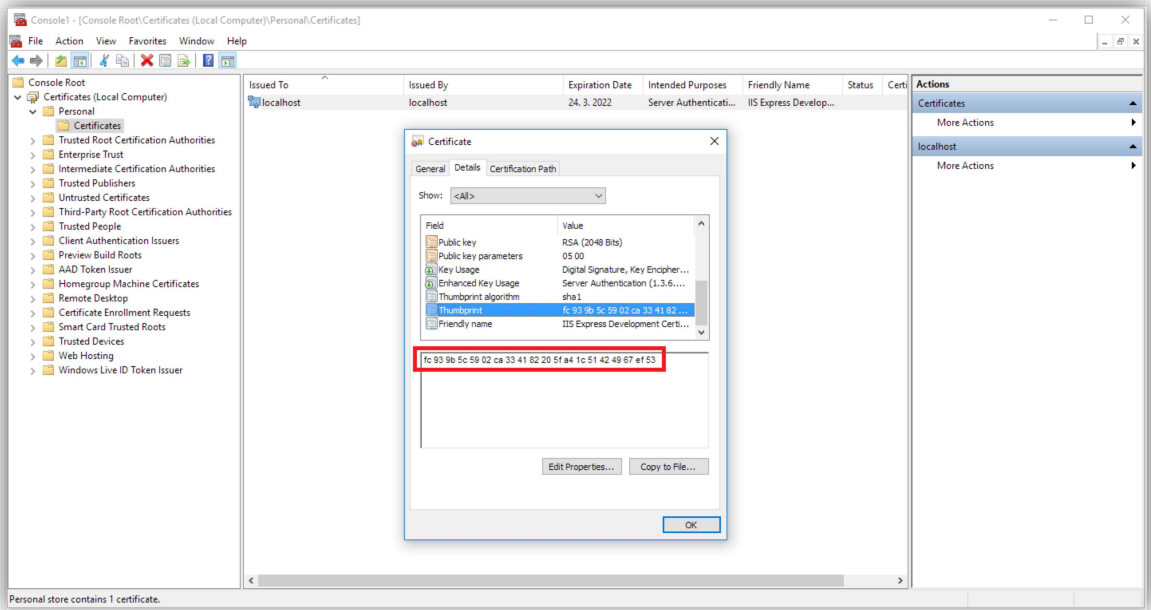 Console1 - [Console Root\Certificates (Local Computer)\Personal\Certificates]
File Action View Favorites Window Help
Console Root
Certificates (Local Computer)
Personal
Certificates
Trusted Root Certification Authorities
Enterprise Trust
Intermediate Certification Authorities
Trusted Publishers
Untrusted Certificates
Third-Party Root Certification Authorities
Trusted People
Client Authentication Issuers
Preview Build Roots
AAD Token Issuer
Homegroup Machine Certificates
Remote Desktop
Certificate Enrollment Requests
Smart Card Trusted Roots
Trusted Devices
Web Hosting
Windows Live ID Token Issuer
Issued To Issued By Expiration Date Intended Purposes Friendly Name Status Certi
localhost localhost 24. 3. 2022 Server Authenticati... IIS Express Develop...
Certificate
General Details Certification Path
Show: <All>
Field Value
Public key RSA (2048 Bits)
Public key parameters 05 00
Key Usage Digital Signature, Key Encipher...
Enhanced Key Usage Server Authentication (1.3.6....
Thumbprint algorithm sha1
Thumbprint fc 93 9b 5c 59 02 ca 33 41 82 ...
Friendly name IIS Express Development Certi...
fc 93 9b 5c 59 02 ca 33 41 82 20 5f a4 1c 51 42 49 67 ef 53
Edit Properties... Copy to File...
OK
Actions
Certificates
More Actions
localhost
More Actions
Personal store contains 1 certificate.